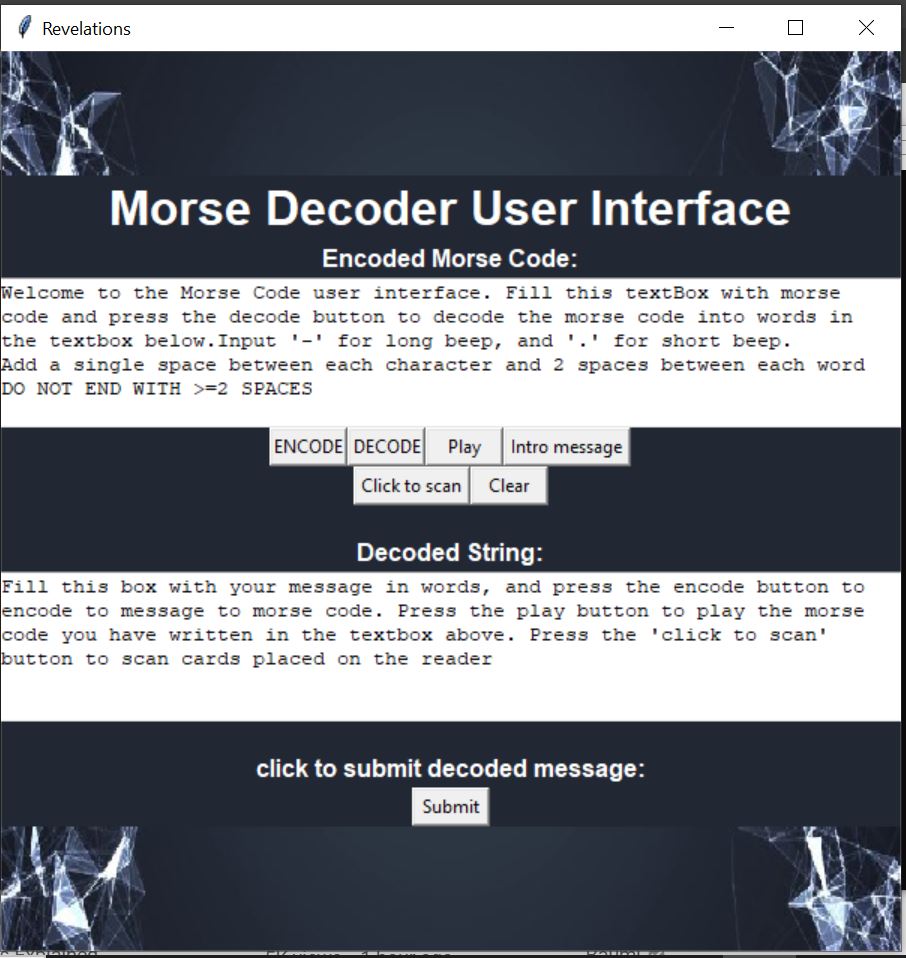 Revelations
Morse Decoder User Interface
Encoded Morse Code:
Welcome to the Morse Code user interface. Fill this textBox with morse
code and press the decode button to decode the morse code into words in
the textbox below.Input '-' for long beep, and '.' for short beep.
Add a single space between each character and 2 spaces between each word
DO NOT END WITH >=2 SPACES
ENCODE DECODE Play Intro message
Click to scan Clear
Decoded String:
Fill this box with your message in words, and press the encode button to
encode to message to morse code. Press the play button to play the morse
code you have written in the textbox above. Press the 'click to scan'
button to scan cards placed on the reader
click to submit decoded message:
Submit